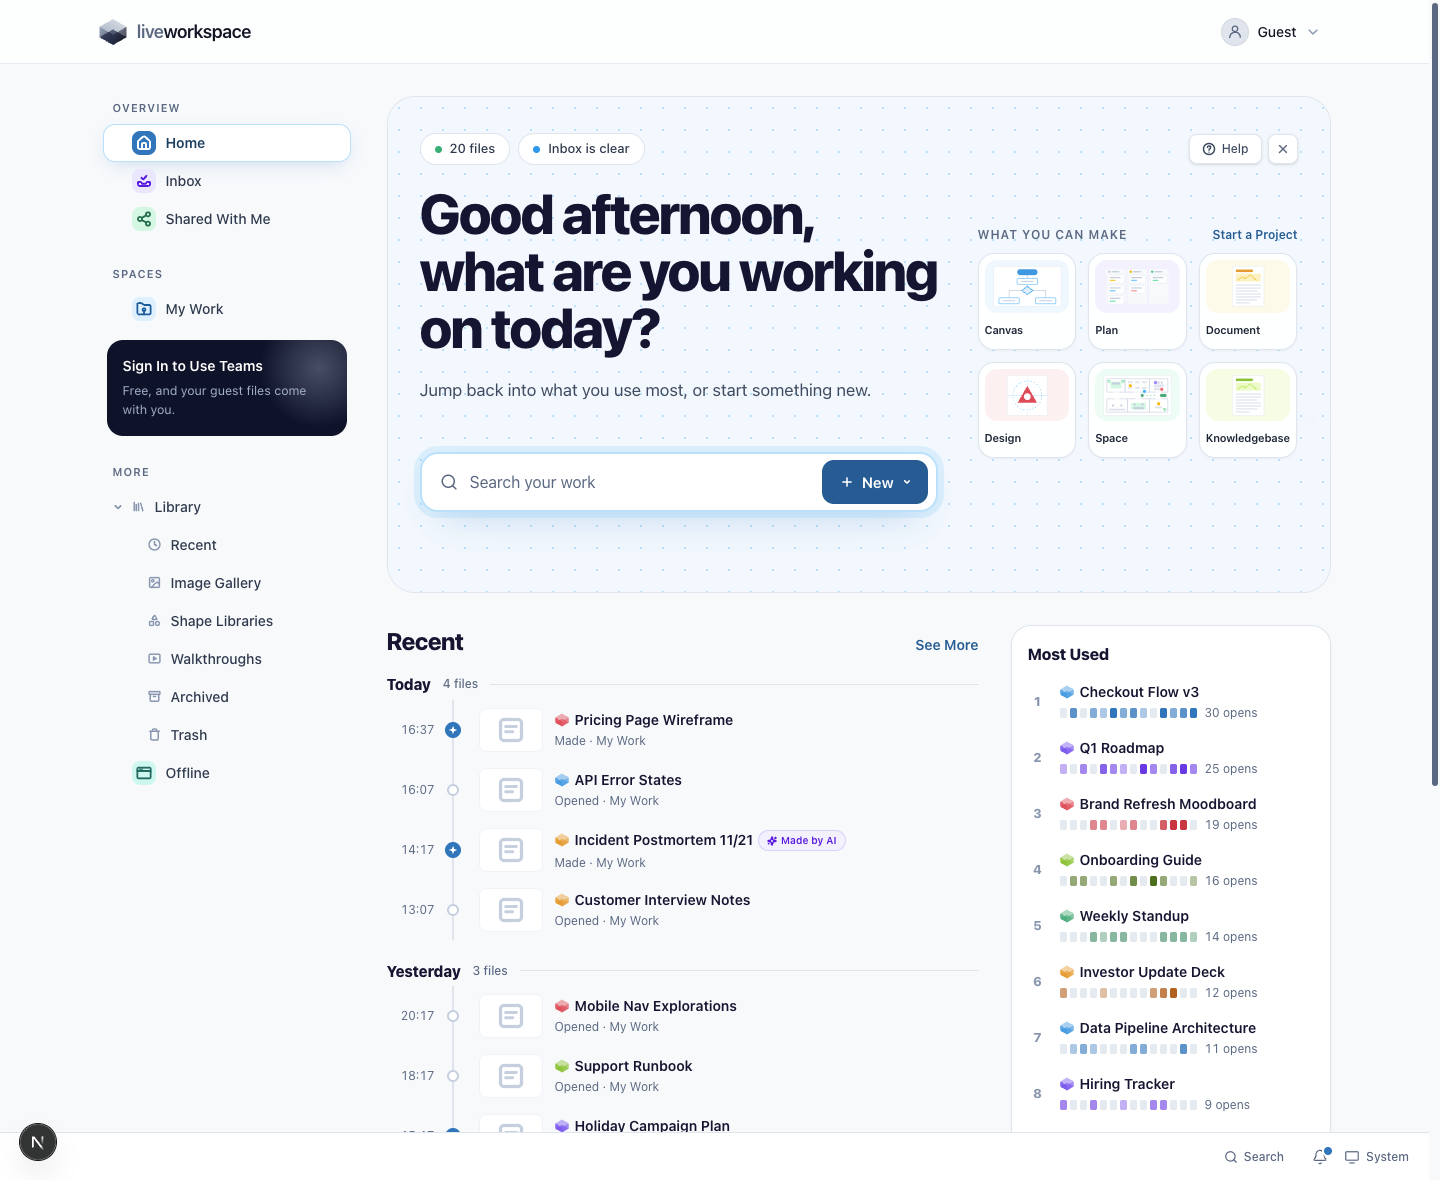 liveworkspace
Guest
OVERVIEW
Home
Inbox
Shared With Me
SPACES
My Work
Sign In to Use Teams
Free, and your guest files come
with you.
MORE
Library
Recent
Image Gallery
Shape Libraries
Walkthroughs
Archived
Trash
Offline
20 files
Inbox is clear
Help
Good afternoon,
what are you working
on today?
Jump back into what you use most, or start something new.
Search your work
New
WHAT YOU CAN MAKE
Start a Project
Canvas
Plan
Document
Design
Space
Knowledgebase
Recent
See More
Today 4 files
16:37
Pricing Page Wireframe
Made · My Work
16:07
API Error States
Opened · My Work
14:17
Incident Postmortem 11/21 Made by AI
Made · My Work
13:07
Customer Interview Notes
Opened · My Work
Yesterday 3 files
20:17
Mobile Nav Explorations
Opened · My Work
18:17
Support Runbook
Opened · My Work
Holiday Campaign Plan
Most Used
1
Checkout Flow v3
30 opens
2
Q1 Roadmap
25 opens
3
Brand Refresh Moodboard
19 opens
4
Onboarding Guide
16 opens
5
Weekly Standup
14 opens
6
Investor Update Deck
12 opens
7
Data Pipeline Architecture
11 opens
8
Hiring Tracker
9 opens
N
Search
System